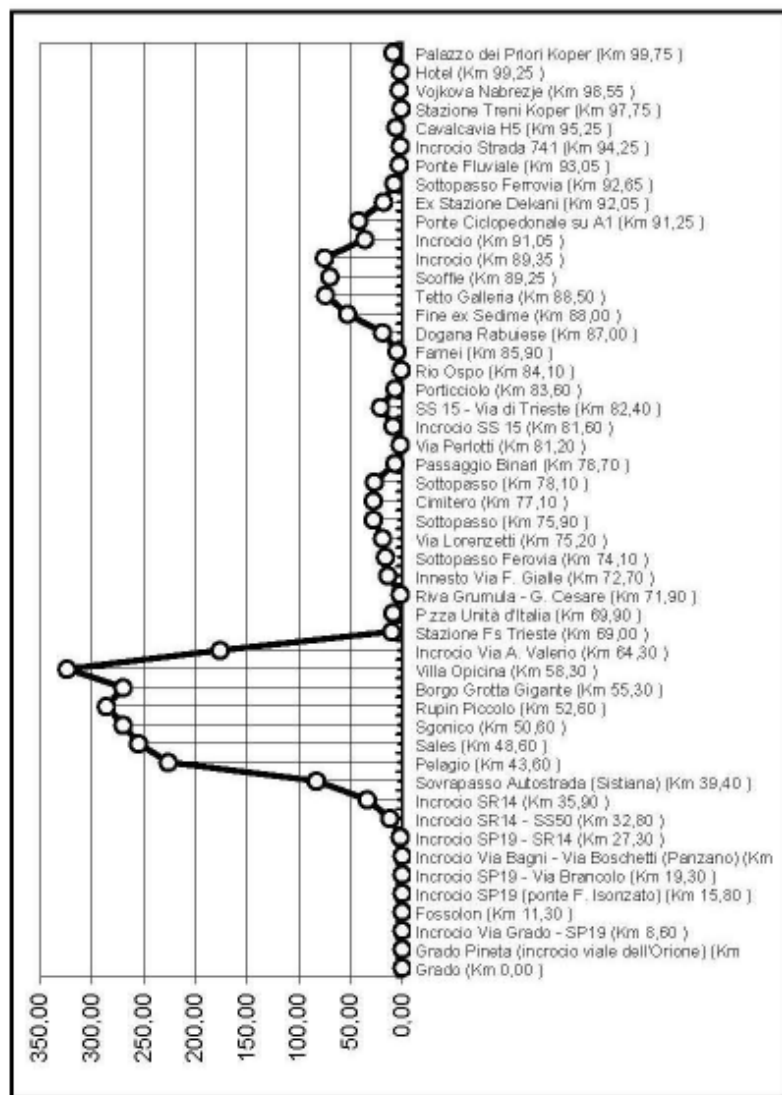 Palazzo dei Priori Koper (Km 99,75 )
Hotel (Km 99,25 )
Vojkova Nabrezje (Km 98,55 )
Stazione Treni Koper (Km 97,75 )
Cavalcavia H5 (Km 95,25 )
Incrocio Strada 741 (Km 94,25 )
Ponte Fluviale (Km 93,05 )
Sottopasso Ferrovia (Km 92,65 )
Ex Stazione Dekani (Km 92,05 )
Ponte Ciclopedonale su A1 (Km 91,25 )
Incrocio (Km 91,05 )
Incrocio (Km 89,35 )
Scoffie (Km 89,25 )
Tetto Galleria (Km 88,50 )
Fine ex Sedime (Km 88,00 )
Dogana Rabuiese (Km 87,00 )
Farnei (Km 85,90 )
Rio Ospo (Km 84,10 )
Porticciolo (Km 83,60 )
SS 15 - Via di Trieste (Km 82,40 )
Incrocio SS 15 (Km 81,60 )
Via Perlotti (Km 81,20 )
Passaggio Binari (Km 78,70 )
Sottopasso (Km 78,10 )
Cimitero (Km 77,10 )
Sottopasso (Km 75,90 )
Via Lorenzetti (Km 75,20 )
Sottopasso Ferovia (Km 74,10 )
Innesto Via F. Gialle (Km 72,70 )
Riva Grumula - G. Cesare (Km 71,90 )
P.zza Unità d'Italia (Km 69,90 )
Stazione Fs Trieste (Km 69,00 )
Incrocio Via A. Valerio (Km 64,30 )
Villa Opicina (Km 58,30 )
Borgo Grotta Gigante (Km 55,30 )
Rupin Piccolo (Km 52,60 )
Sgonico (Km 50,60 )
Sales (Km 48,60 )
Pelagio (Km 43,60 )
Sovrapasso Autostrada (Sistiana) (Km 39,40 )
Incrocio SR14 (Km 35,90 )
Incrocio SR14 - SS50 (Km 32,80 )
Incrocio SP19 - SR14 (Km 27,30 )
Incrocio Via Bagni - Via Boschetti (Panzano) (Km
Incrocio SP19 - Via Brancolo (Km 19,30 )
Incrocio SP19 (ponte F. Isonzato) (Km 15,80 )
Fossolon (Km 11,30 )
Incrocio Via Grado - SP19 (Km 8,60 )
Grado Pineta (incrocio viale dell'Orione) (Km
Grado (Km 0,00 )
350,00
300,00
250,00
200,00
150,00
100,00
50,00
0,00